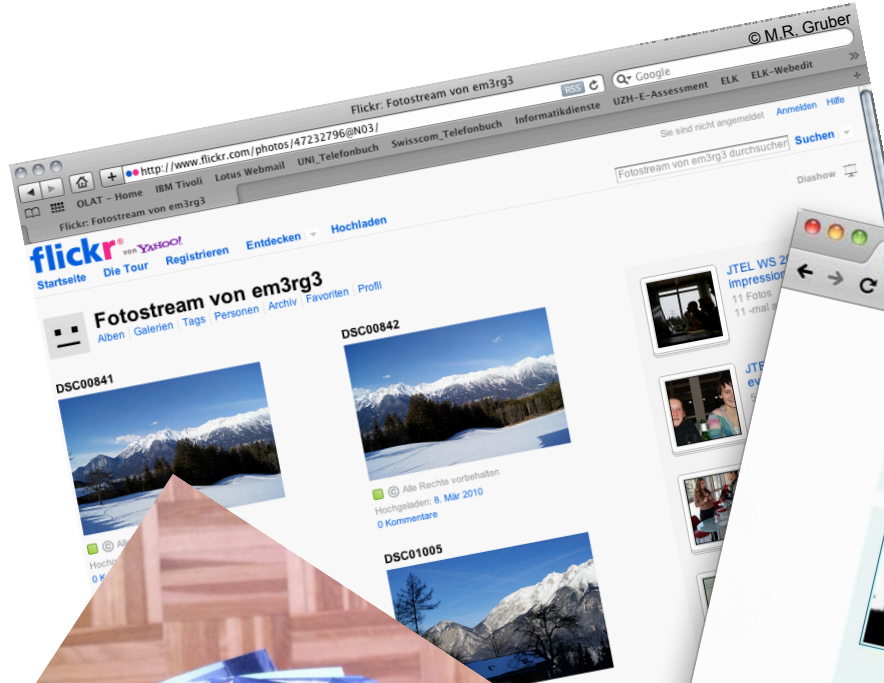 © M.R. Gruber
Flickr: Fotostream von em3rg3
http://www.flickr.com/photos/47232796@N03/
RSS
Google
OLAT – Home IBM Tivoli Lotus Webmail UNI_Telefonbuch Swisscom_Telefonbuch Informatikdienste UZH-E-Assessment ELK ELK-Webedit
Flickr: Fotostream von em3rg3
flickr von YAHOO!
Sie sind nicht angemeldet Anmelden Hilfe
Startseite Die Tour Registrieren Entdecken Hochladen
Fotostream von em3rg3 durchsuchen Suchen
Diashow
Fotostream von em3rg3
Alben Galerien Tags Personen Archiv Favoriten Profil
DSC00841
DSC00842
JTEL WS
impression
11 Fotos
11 -mal
Alle Rechte vorbehalten
Hochgeladen: 8. Mär 2010
0 Kommentare
DSC01005